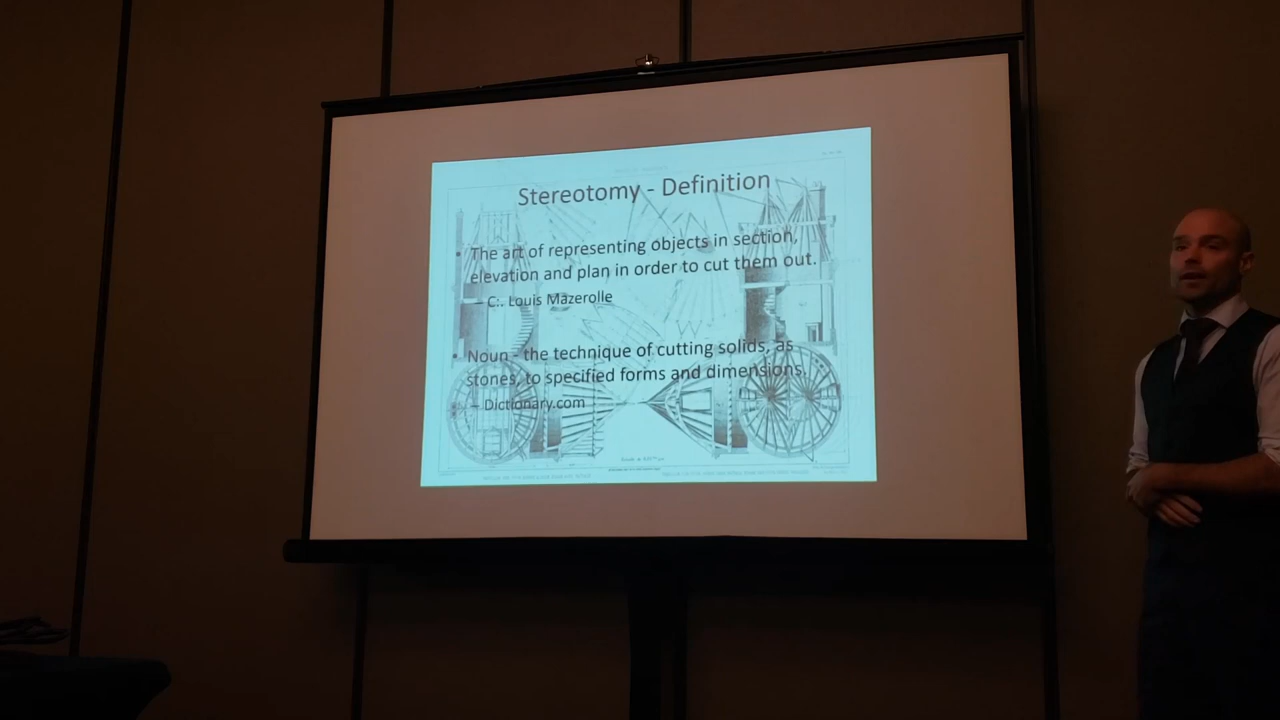 Stereotomy - Definition
• The art of representing objects in section,
elevation and plan in order to cut them out.
– C:. Louis Mazerolle
• Noun - the technique of cutting solids, as
stones, to specified forms and dimensions.
– Dictionary.com